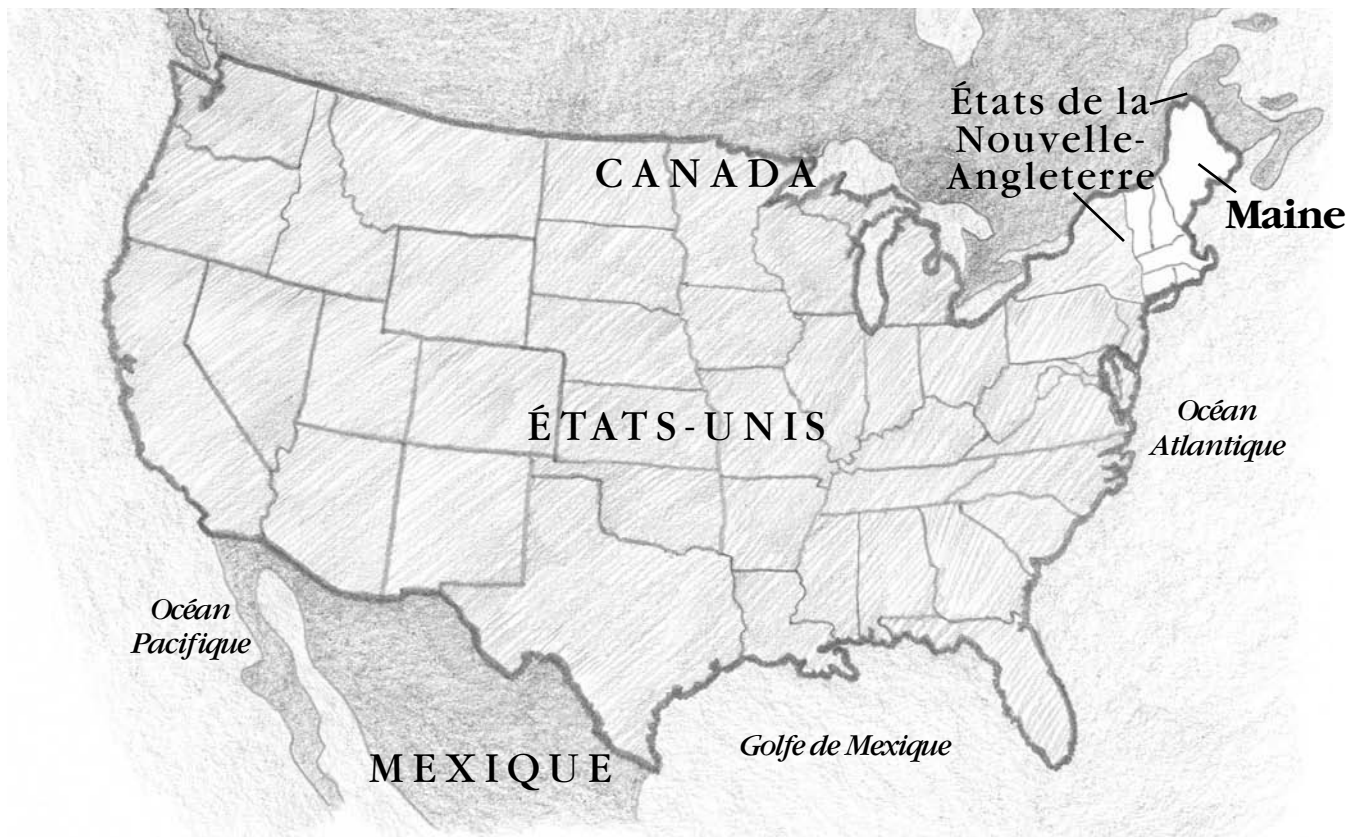 États de la
Nouvelle-
Angleterre
CANADA
Maine
ÉTATS-UNIS
Océan
Atlantique
Océan
Pacifique
Golfe de Mexique
MEXIQUE